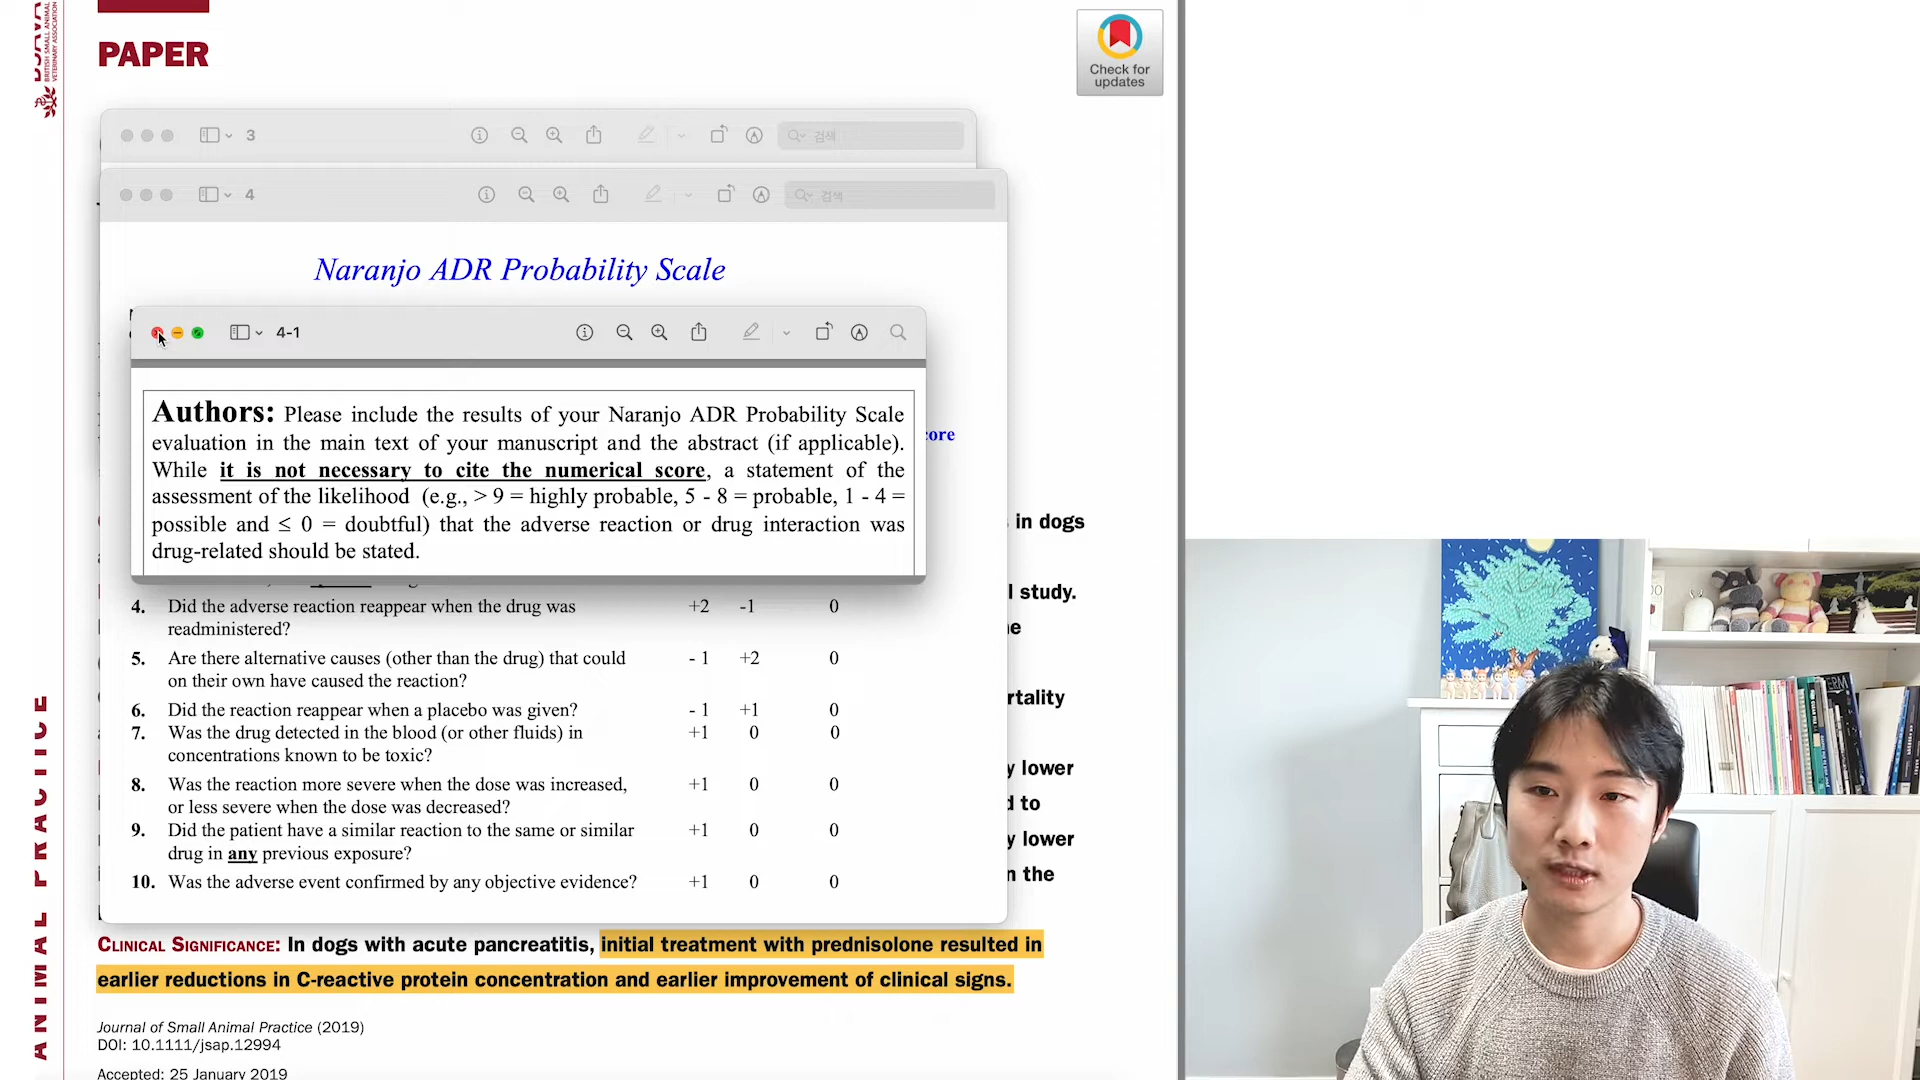 BSAVA
BRITISH SMALL ANIMAL
VETERINARY ASSOCIATION
PAPER
Check for
updates
3
검색
4
검색
Naranjo ADR Probability Scale
4-1
core
Authors: Please include the results of your Naranjo ADR Probability Scale
evaluation in the main text of your manuscript and the abstract (if applicable).
While it is not necessary to cite the numerical score, a statement of the
assessment of the likelihood (e.g., > 9 = highly probable, 5 - 8 = probable, 1 - 4 =
possible and ≤ 0 = doubtful) that the adverse reaction or drug interaction was
drug-related should be stated.
in dogs
l study.
rtality
y lower
d to
y lower
n the
4. Did the adverse reaction reappear when the drug was +2 -1 0
readministered?
5. Are there alternative causes (other than the drug) that could - 1 +2 0
on their own have caused the reaction?
6. Did the reaction reappear when a placebo was given? - 1 +1 0
7. Was the drug detected in the blood (or other fluids) in +1 0 0
concentrations known to be toxic?
8. Was the reaction more severe when the dose was increased, +1 0 0
or less severe when the dose was decreased?
9. Did the patient have a similar reaction to the same or similar +1 0 0
drug in any previous exposure?
10. Was the adverse event confirmed by any objective evidence? +1 0 0
CLINICAL SIGNIFICANCE: In dogs with acute pancreatitis, initial treatment with prednisolone resulted in
earlier reductions in C-reactive protein concentration and earlier improvement of clinical signs.
Journal of Small Animal Practice (2019)
DOI: 10.1111/jsap.12994
Accepted: 25 January 2019
ANIMAL PRACTICE